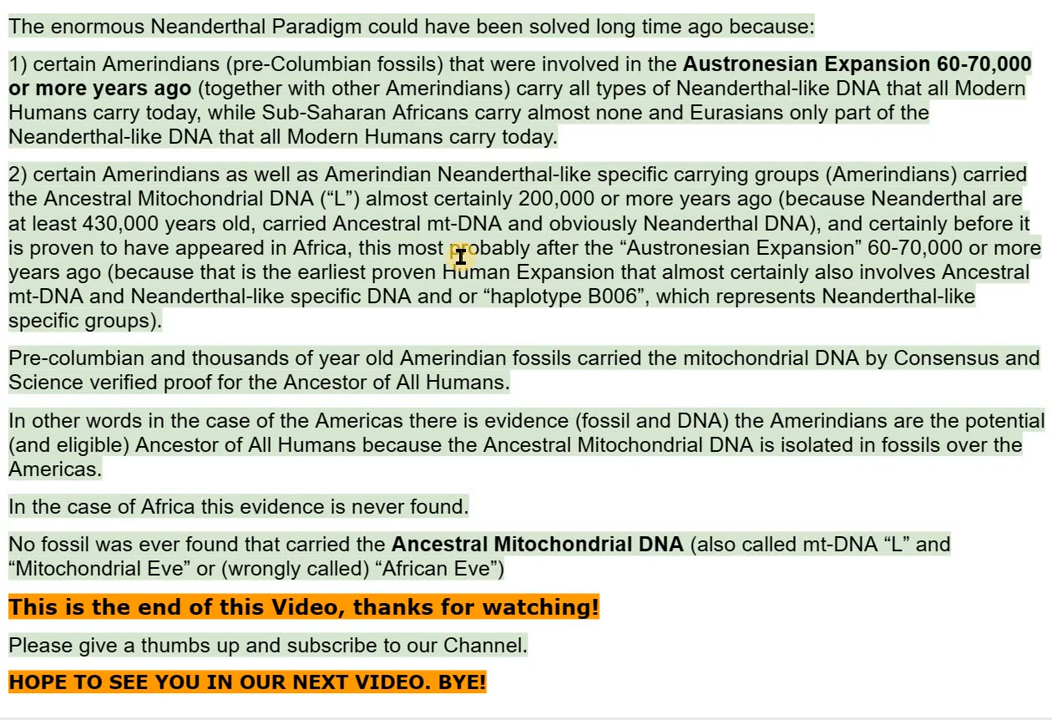 The enormous Neanderthal Paradigm could have been solved long time ago because:
1) certain Amerindians (pre-Columbian fossils) that were involved in the Austronesian Expansion 60-70,000
or more years ago (together with other Amerindians) carry all types of Neanderthal-like DNA that all Modern
Humans carry today, while Sub-Saharan Africans carry almost none and Eurasians only part of the
Neanderthal-like DNA that all Modern Humans carry today.
2) certain Amerindians as well as Amerindian Neanderthal-like specific carrying groups (Amerindians) carried
the Ancestral Mitochondrial DNA (“L”) almost certainly 200,000 or more years ago (because Neanderthal are
at least 430,000 years old, carried Ancestral mt-DNA and obviously Neanderthal DNA), and certainly before it
is proven to have appeared in Africa, this most probably after the “Austronesian Expansion” 60-70,000 or more
years ago (because that is the earliest proven Human Expansion that almost certainly also involves Ancestral
mt-DNA and Neanderthal-like specific DNA and or “haplotype B006”, which represents Neanderthal-like
specific groups).
Pre-columbian and thousands of year old Amerindian fossils carried the mitochondrial DNA by Consensus and
Science verified proof for the Ancestor of All Humans.
In other words in the case of the Americas there is evidence (fossil and DNA) the Amerindians are the potential
(and eligible) Ancestor of All Humans because the Ancestral Mitochondrial DNA is isolated in fossils over the
Americas.
In the case of Africa this evidence is never found.
No fossil was ever found that carried the Ancestral Mitochondrial DNA (also called mt-DNA “L” and
“Mitochondrial Eve” or (wrongly called) “African Eve”)
This is the end of this Video, thanks for watching!
Please give a thumbs up and subscribe to our Channel.
HOPE TO SEE YOU IN OUR NEXT VIDEO. BYE!